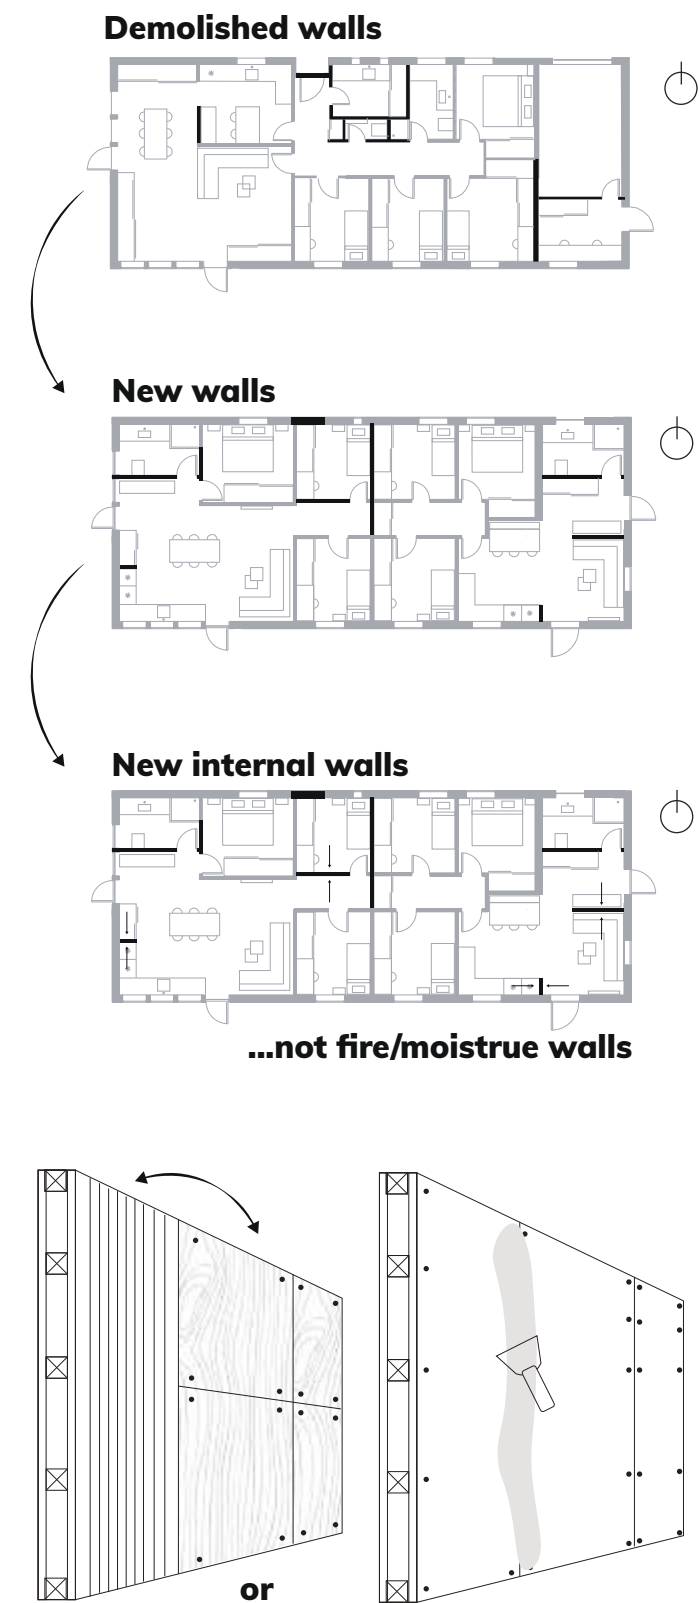 Demolished walls
New walls
New internal walls
...not fire/moistrue walls
or